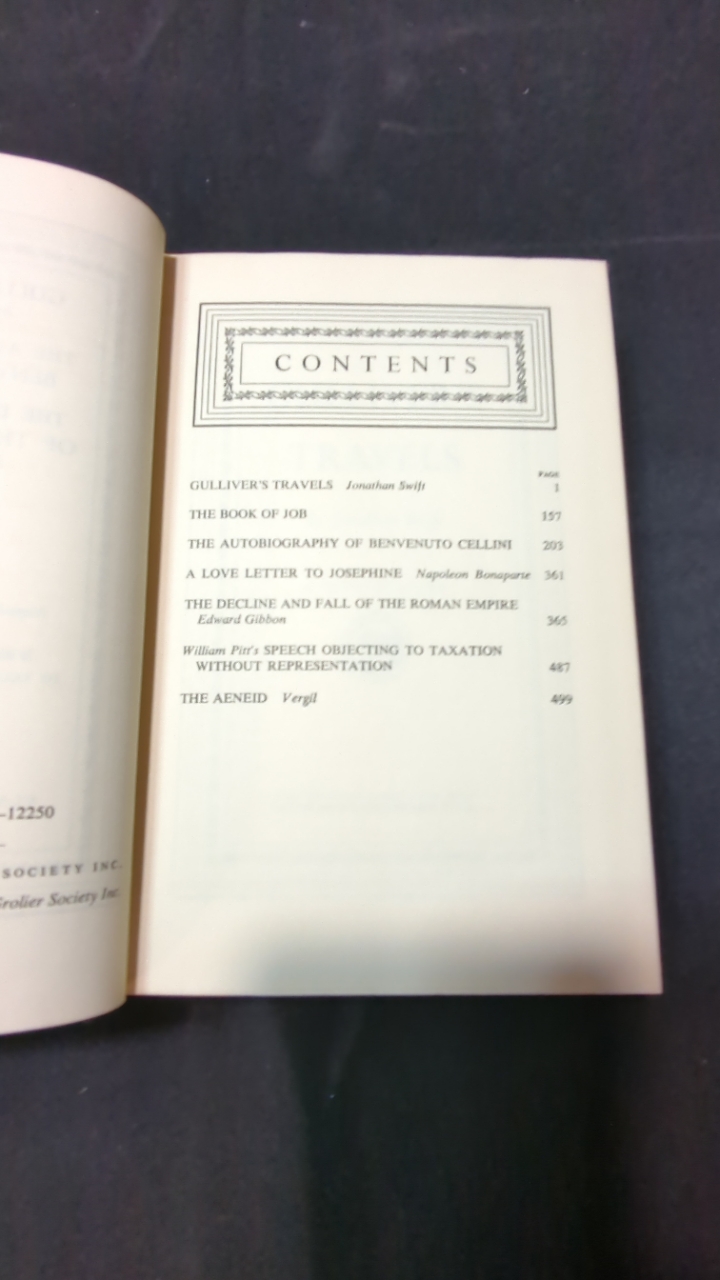 -12250
SOCIETY INC.
Grolier Society Inc.
CONTENTS
PAGE
GULLIVER'S TRAVELS Jonathan Swift 1
THE BOOK OF JOB 157
THE AUTOBIOGRAPHY OF BENVENUTO CELLINI 203
A LOVE LETTER TO JOSEPHINE Napoleon Bonaparte 361
THE DECLINE AND FALL OF THE ROMAN EMPIRE
Edward Gibbon 365
William Pitt's SPEECH OBJECTING TO TAXATION
WITHOUT REPRESENTATION 487
THE AENEID Vergil 499